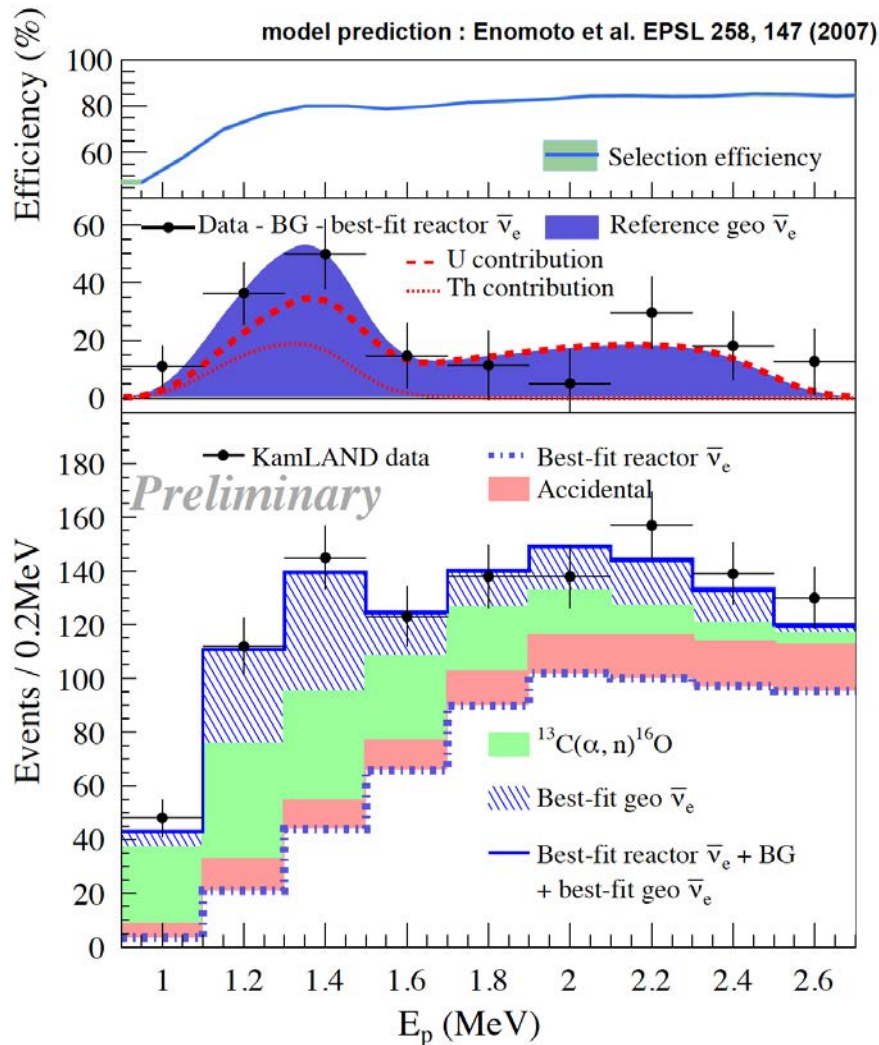 model prediction : Enomoto et al. EPSL 258, 147 (2007)
Efficiency (%)
100
80
60
Selection efficiency
60
40
20
0
Data - BG - best-fit reactor ν̅e
Reference geo ν̅e
U contribution
Th contribution
Events / 0.2MeV
180
160
140
120
100
80
60
40
20
0
KamLAND data
Best-fit reactor ν̅e
Accidental
Preliminary
¹³C(α, n)¹⁶O
Best-fit geo ν̅e
Best-fit reactor ν̅e + BG
+ best-fit geo ν̅e
1 1.2 1.4 1.6 1.8 2 2.2 2.4 2.6
Ep (MeV)